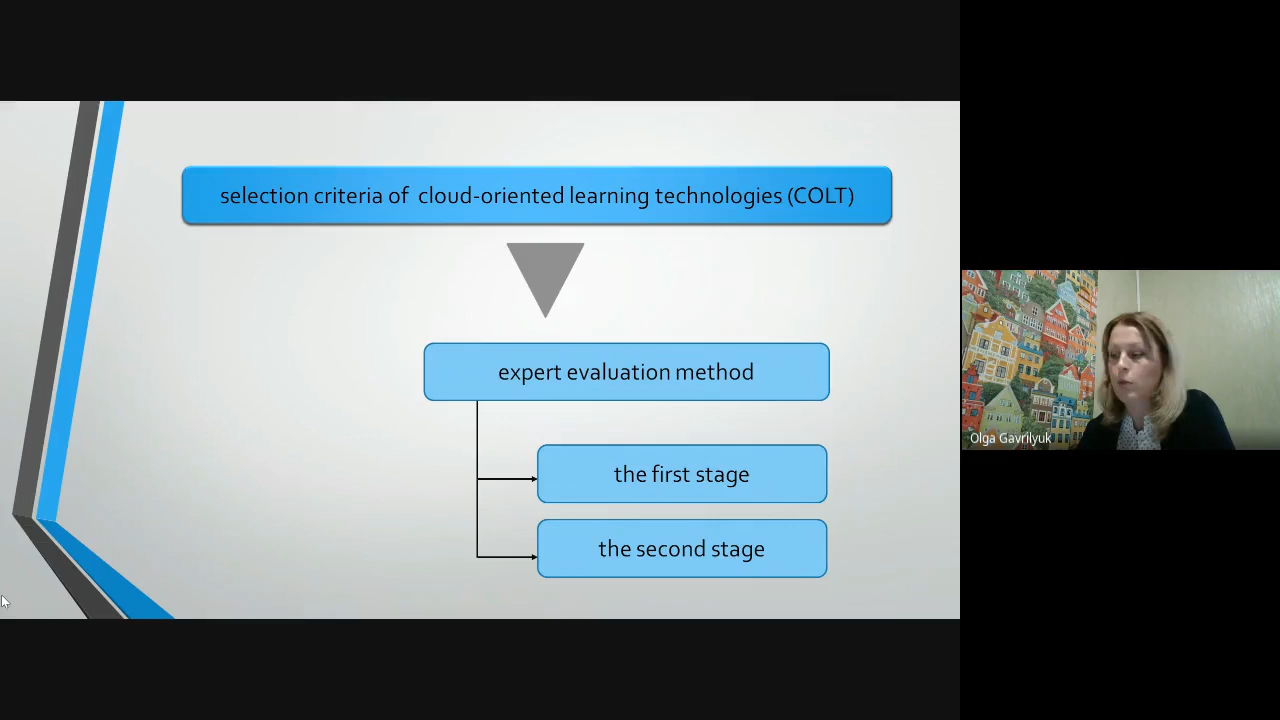 selection criteria of cloud-oriented learning technologies (COLT)
expert evaluation method
the first stage
the second stage
Olga Gavrilyuk